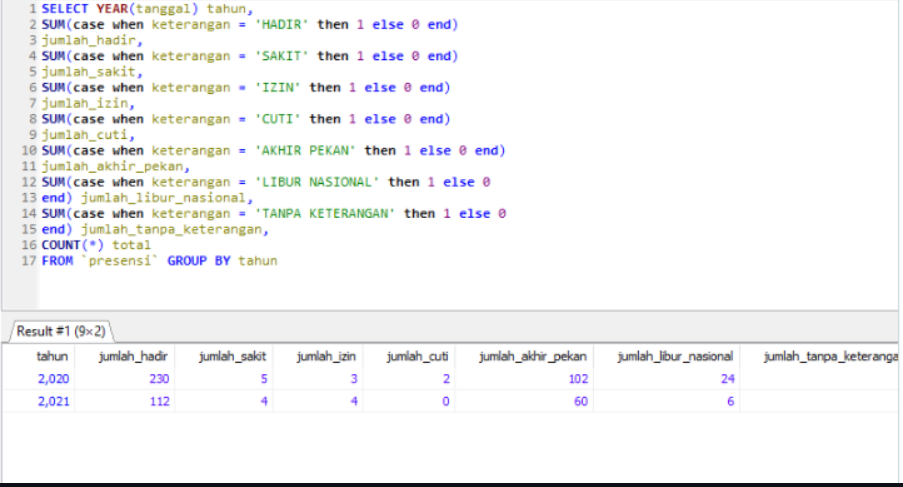 1 SELECT YEAR(tanggal) tahun,
2 SUM(case when keterangan = 'HADIR' then 1 else 0 end)
3 jumlah_hadir,
4 SUM(case when keterangan = 'SAKIT' then 1 else 0 end)
5 jumlah_sakit,
6 SUM(case when keterangan = 'IZIN' then 1 else 0 end)
7 jumlah_izin,
8 SUM(case when keterangan = 'CUTI' then 1 else 0 end)
9 jumlah_cuti,
10 SUM(case when keterangan = 'AKHIR PEKAN' then 1 else 0 end)
11 jumlah_akhir_pekan,
12 SUM(case when keterangan = 'LIBUR NASIONAL' then 1 else 0
13 end) jumlah_libur_nasional,
14 SUM(case when keterangan = 'TANPA KETERANGAN' then 1 else 0
15 end) jumlah_tanpa_keterangan,
16 COUNT(*) total
17 FROM `presensi` GROUP BY tahun
Result #1 (9×2)
tahun jumlah_hadir jumlah_sakit jumlah_izin jumlah_cuti jumlah_akhir_pekan jumlah_libur_nasional jumlah_tanpa_keteranga
2,020 230 5 3 2 102 24
2,021 112 4 4 0 60 6